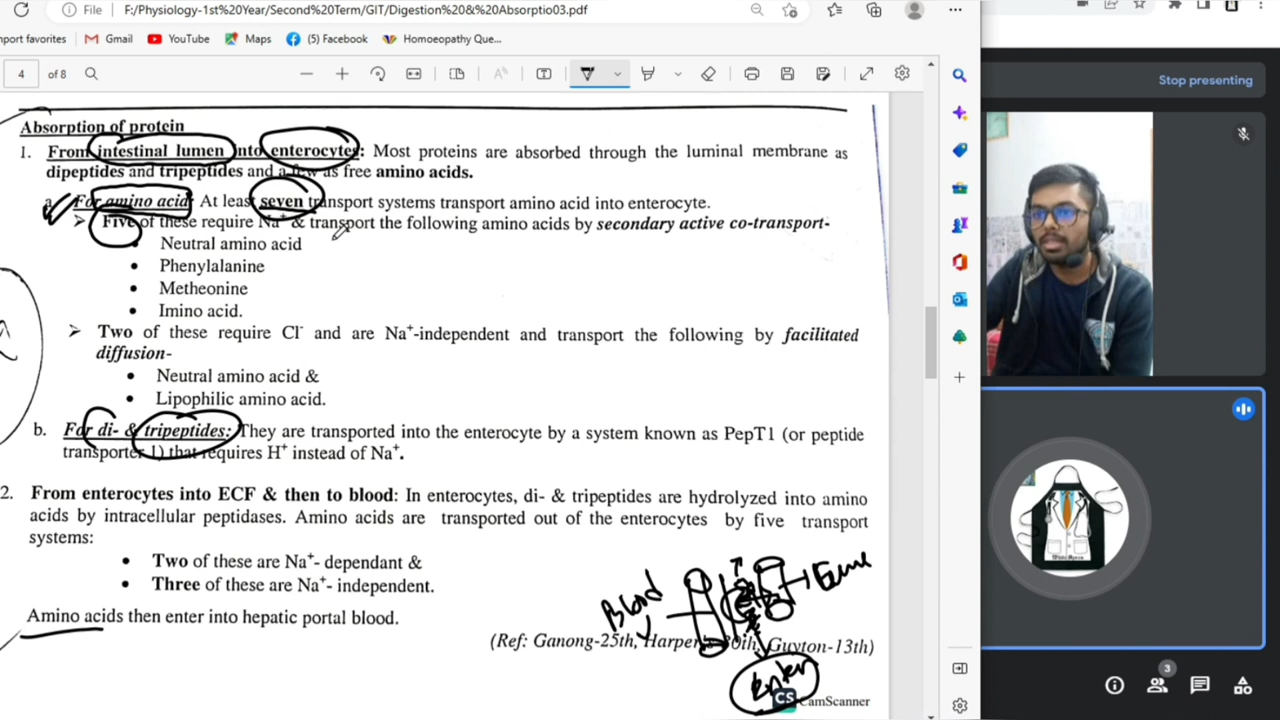 File F:/Physiology-1st%20Year/Second%20Term/GIT/Digestion%20&%20Absorptio03.pdf
mport favorites Gmail YouTube Maps (5) Facebook Homoeopathy Que...
4 of 8
Stop presenting
Absorption of protein
1. From intestinal lumen into enterocytes: Most proteins are absorbed through the luminal membrane as
dipeptides and tripeptides and a few as free amino acids.
a. For amino acid: At least seven transport systems transport amino acid into enterocyte.
➢ Five of these require Na+ & transport the following amino acids by secondary active co-transport-
Neutral amino acid
• Phenylalanine
• Metheonine
• Imino acid.
➢ Two of these require Cl- and are Na+-independent and transport the following by facilitated
diffusion-
• Neutral amino acid &
• Lipophilic amino acid.
b. For di- & tripeptides: They are transported into the enterocyte by a system known as PepT1 (or peptide
transporter 1) that requires H+ instead of Na+.
2. From enterocytes into ECF & then to blood: In enterocytes, di- & tripeptides are hydrolyzed into amino
acids by intracellular peptidases. Amino acids are transported out of the enterocytes by five transport
systems:
• Two of these are Na+- dependant &
• Three of these are Na+- independent.
Amino acids then enter into hepatic portal blood.
Blood
(Ref: Ganong-25th, Harper 30th, Guyton-13th)
CS CamScanner
3